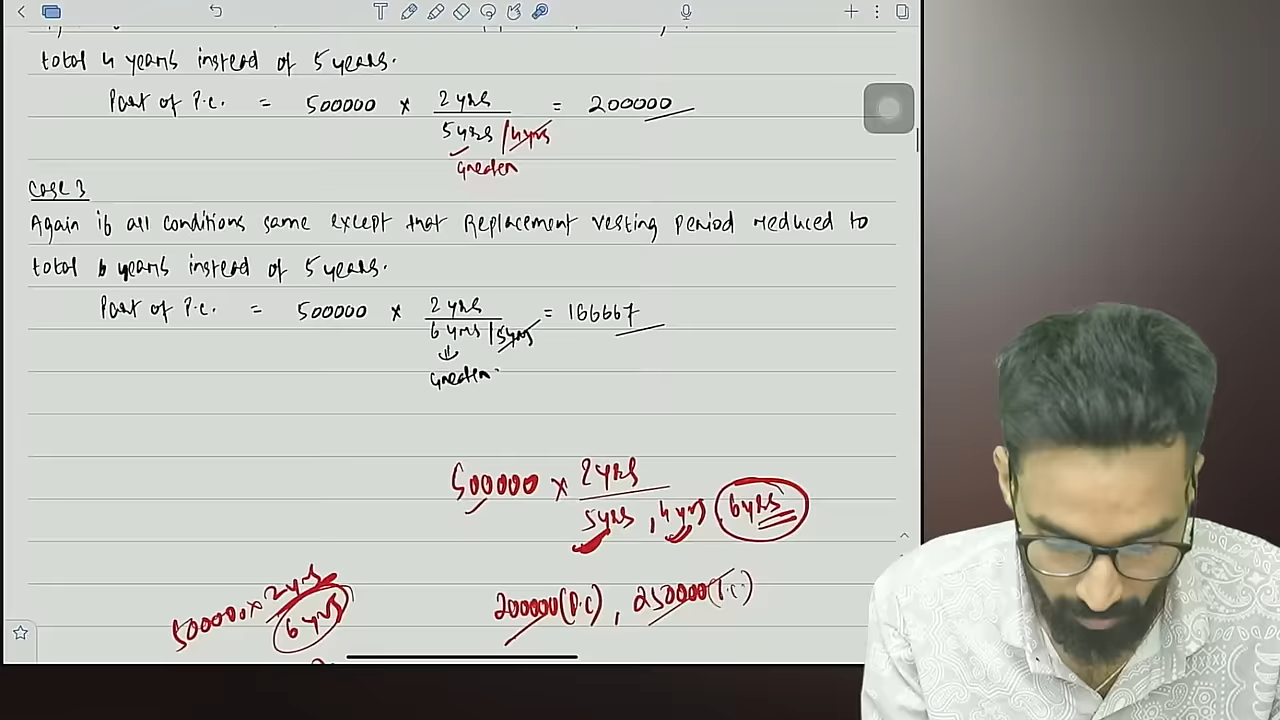 total 4 years instead of 5 years.
Part of P.C. = 500000 × 2 yrs / 5 yrs / 4 yrs = 200000
Greater
Case 3
Again if all conditions same except that Replacement vesting period reduced to
total 6 years instead of 5 years.
Part of P.C. = 500000 × 2 yrs / 6 yrs / 5 yrs = 166667
Greater.
500000 × 2 yrs / 5 yrs, 4 yrs 6 yrs
500000 × 2 yrs / 6 yrs
200000 (P.C), 250000 (P.C)